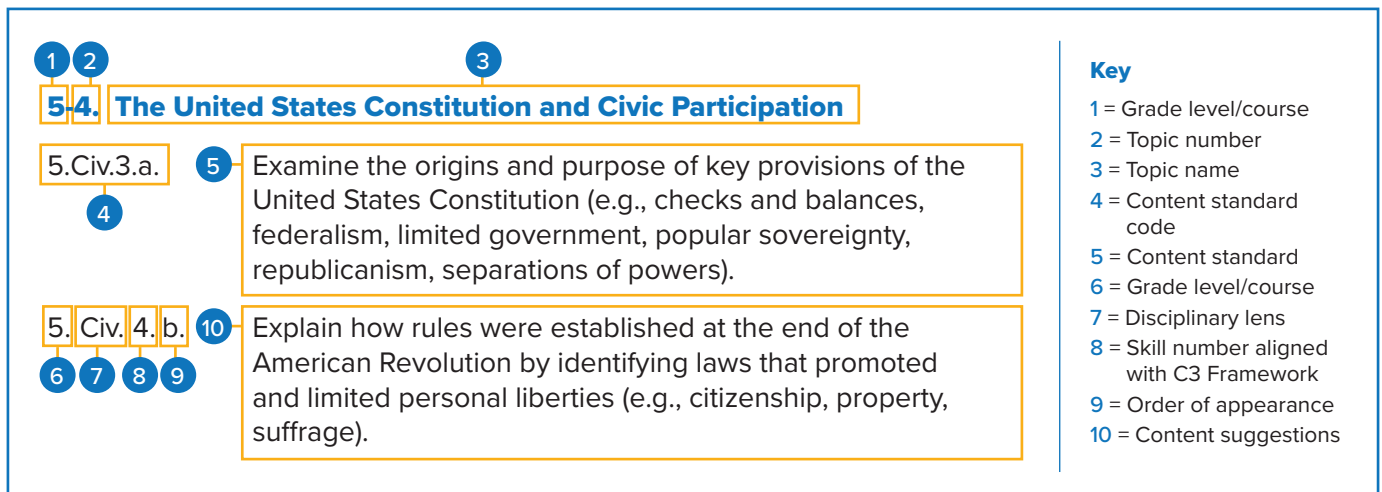 1 2 3
5-4. The United States Constitution and Civic Participation
5.Civ.3.a. 5 Examine the origins and purpose of key provisions of the
4 United States Constitution (e.g., checks and balances,
federalism, limited government, popular sovereignty,
republicanism, separations of powers).
5. Civ. 4. b. 10 Explain how rules were established at the end of the
6 7 8 9 American Revolution by identifying laws that promoted
and limited personal liberties (e.g., citizenship, property,
suffrage).
Key
1 = Grade level/course
2 = Topic number
3 = Topic name
4 = Content standard
code
5 = Content standard
6 = Grade level/course
7 = Disciplinary lens
8 = Skill number aligned
with C3 Framework
9 = Order of appearance
10 = Content suggestions